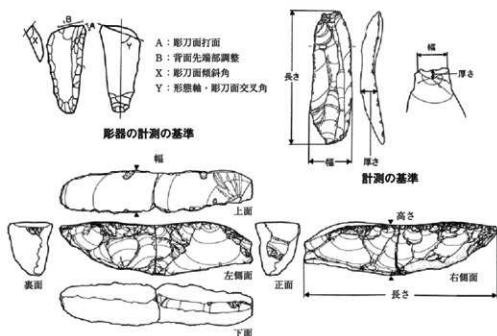 B
A
X
Y
A：彫刀面打面
B：背面先端部調整
X：彫刀面傾斜角
Y：形態軸・彫刀面交叉角
彫器の計測の基準
長さ
幅
厚さ
幅
厚さ
計測の基準
幅
上面
裏面
左側面
正面
下面
高さ
右側面
長さ